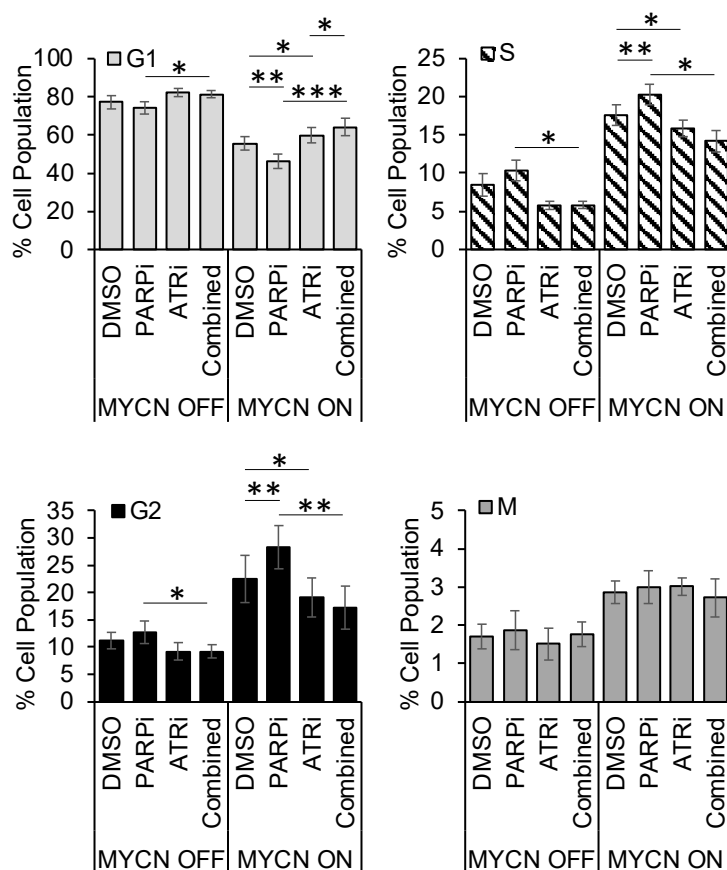 G1
% Cell Population
100
80
60
40
20
0
*
*
**
***
*
DMSO
PARPi
ATRi
Combined
DMSO
PARPi
ATRi
Combined
MYCN OFF
MYCN ON
S
% Cell Population
25
20
15
10
5
0
*
*
**
*
DMSO
PARPi
ATRi
Combined
DMSO
PARPi
ATRi
Combined
MYCN OFF
MYCN ON
G2
% Cell Population
35
30
25
20
15
10
5
0
*
*
**
**
DMSO
PARPi
ATRi
Combined
DMSO
PARPi
ATRi
Combined
MYCN OFF
MYCN ON
M
% Cell Population
5
4
3
2
1
0
DMSO
PARPi
ATRi
Combined
DMSO
PARPi
ATRi
Combined
MYCN OFF
MYCN ON